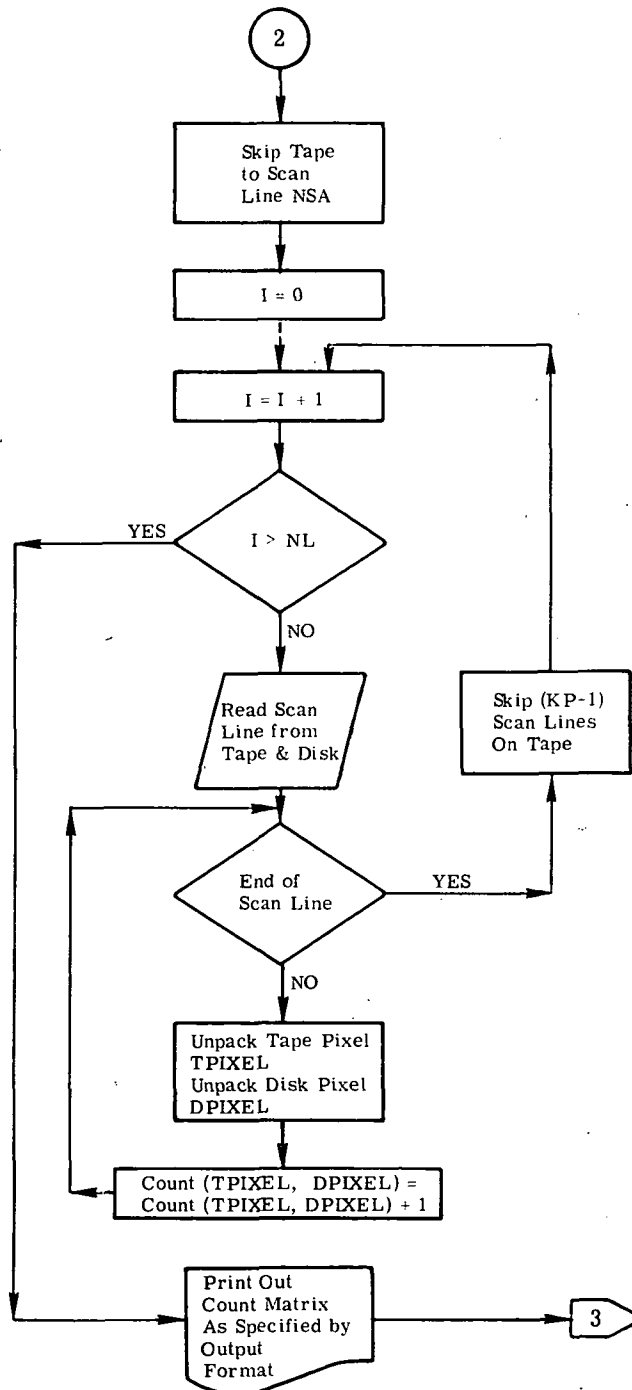 2
Skip Tape
to Scan
Line NSA
I = 0
I = I + 1
YES
I > NL
NO
Read Scan
Line from
Tape & Disk
Skip (KP-1)
Scan Lines
On Tape
End of
Scan Line
YES
NO
Unpack Tape Pixel
TPIXEL
Unpack Disk Pixel
DPIXEL
Count (TPIXEL, DPIXEL) =
Count (TPIXEL, DPIXEL) + 1
Print Out
Count Matrix
As Specified by
Output
Format
3